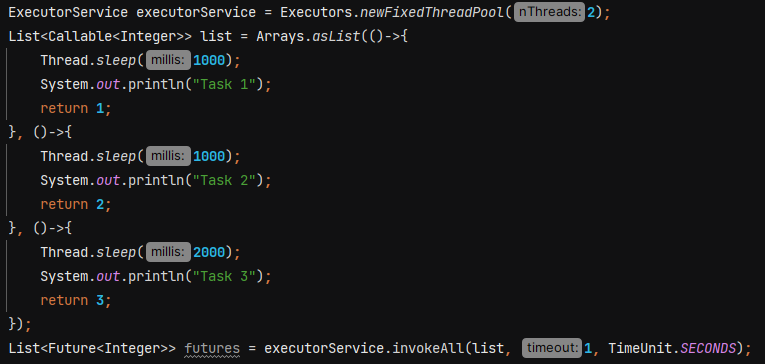 ExecutorService executorService = Executors.newFixedThreadPool( nThreads: 2);
List<Callable<Integer>> list = Arrays.asList(()->{
    Thread.sleep( millis: 1000);
    System.out.println("Task 1");
    return 1;
}, ()->{
    Thread.sleep( millis: 1000);
    System.out.println("Task 2");
    return 2;
}, ()->{
    Thread.sleep( millis: 2000);
    System.out.println("Task 3");
    return 3;
});
List<Future<Integer>> futures = executorService.invokeAll(list, timeout: 1, TimeUnit.SECONDS);